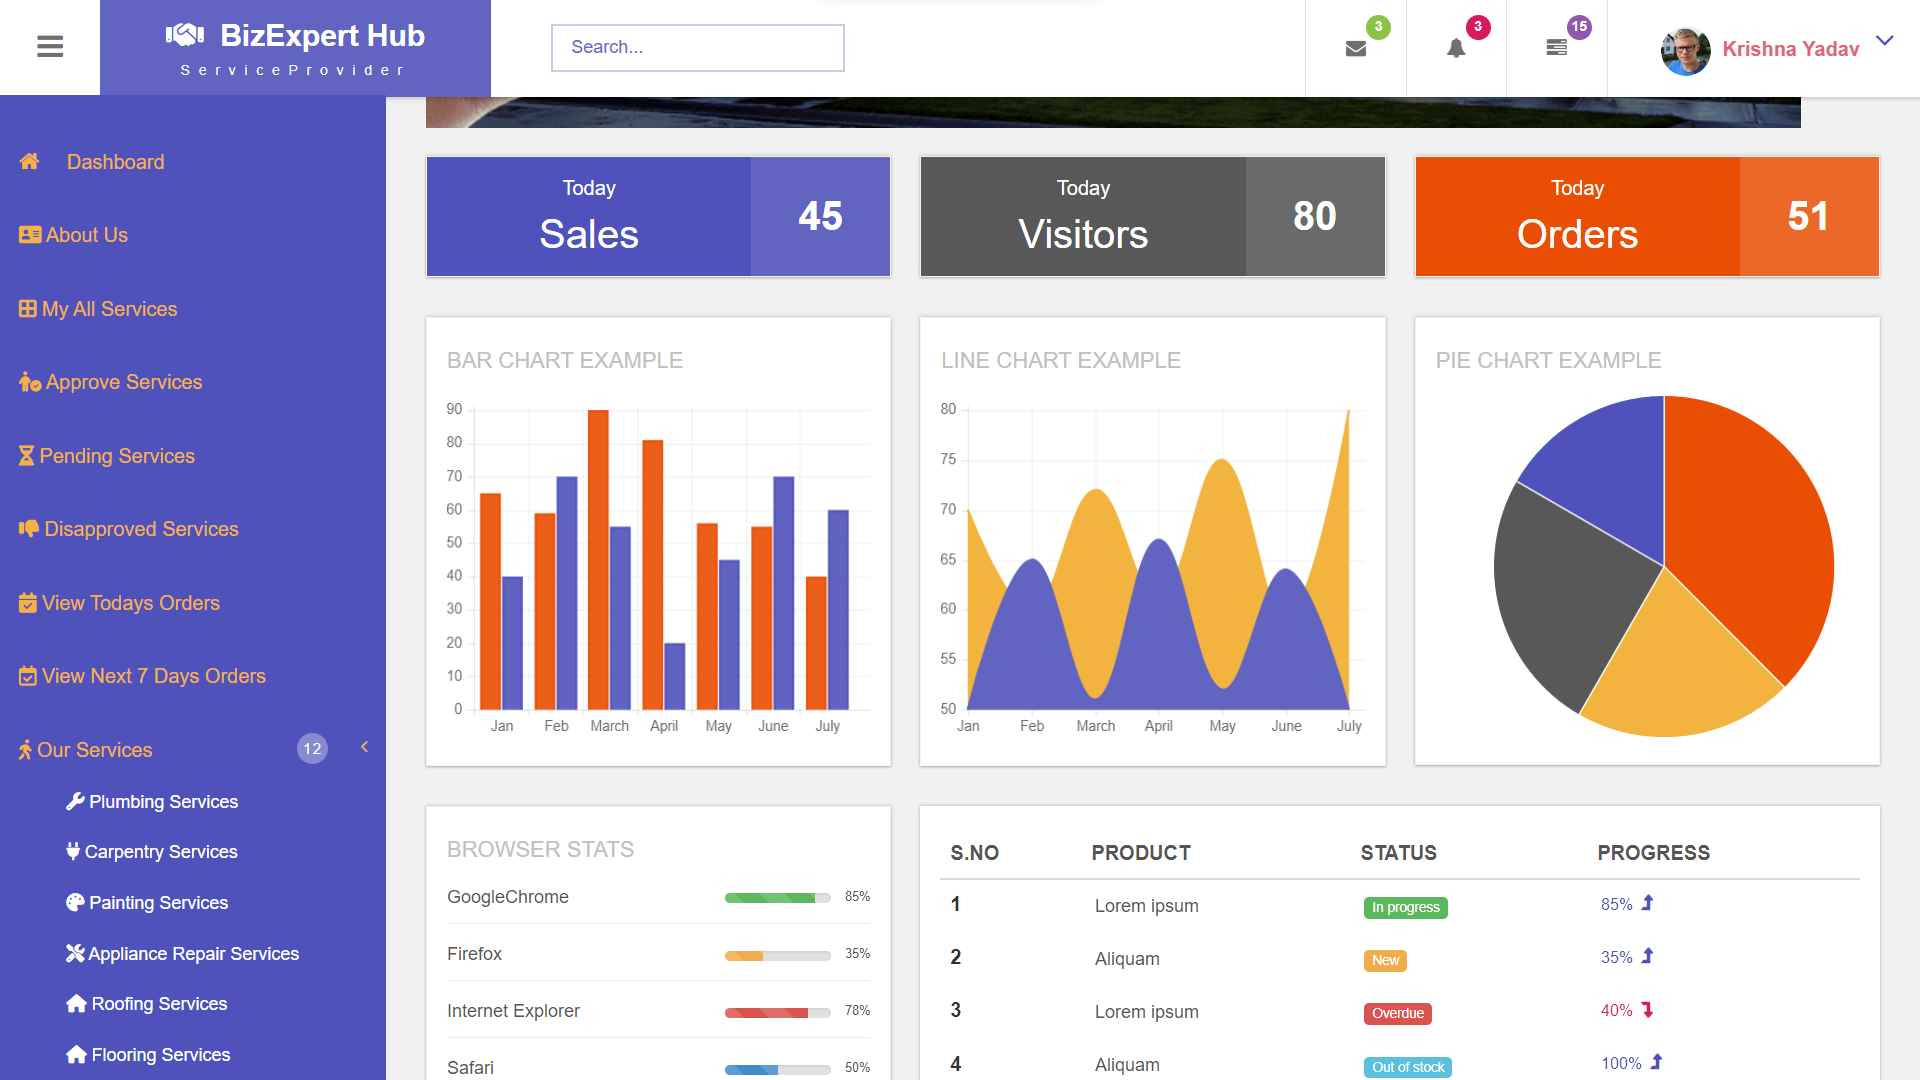 BizExpert Hub
ServiceProvider
Search...
3
3
15
Krishna Yadav
Dashboard
About Us
My All Services
Approve Services
Pending Services
Disapproved Services
View Todays Orders
View Next 7 Days Orders
Our Services 12
Plumbing Services
Carpentry Services
Painting Services
Appliance Repair Services
Roofing Services
Flooring Services
Today
Sales
45
Today
Visitors
80
Today
Orders
51
BAR CHART EXAMPLE
90
80
70
60
50
40
30
20
10
0
Jan Feb March April May June July
LINE CHART EXAMPLE
80
75
70
65
60
55
50
Jan Feb March April May June July
PIE CHART EXAMPLE
BROWSER STATS
GoogleChrome 85%
Firefox 35%
Internet Explorer 78%
Safari 50%
S.NO PRODUCT STATUS PROGRESS
1 Lorem ipsum In progress 85%
2 Aliquam New 35%
3 Lorem ipsum Overdue 40%
4 Aliquam Out of stock 100%